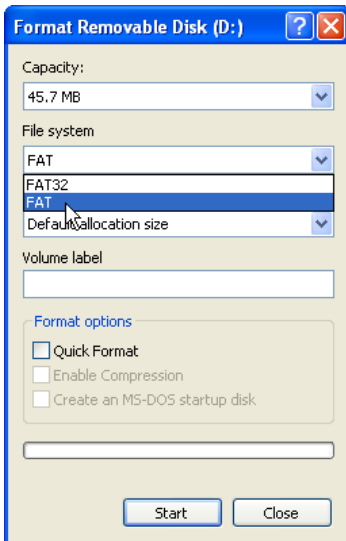 Format Removable Disk (D:)
Capacity:
45.7 MB
File system
FAT
FAT32
FAT
Default allocation size
Volume label
Format options
Quick Format
Enable Compression
Create an MS-DOS startup disk
Start Close